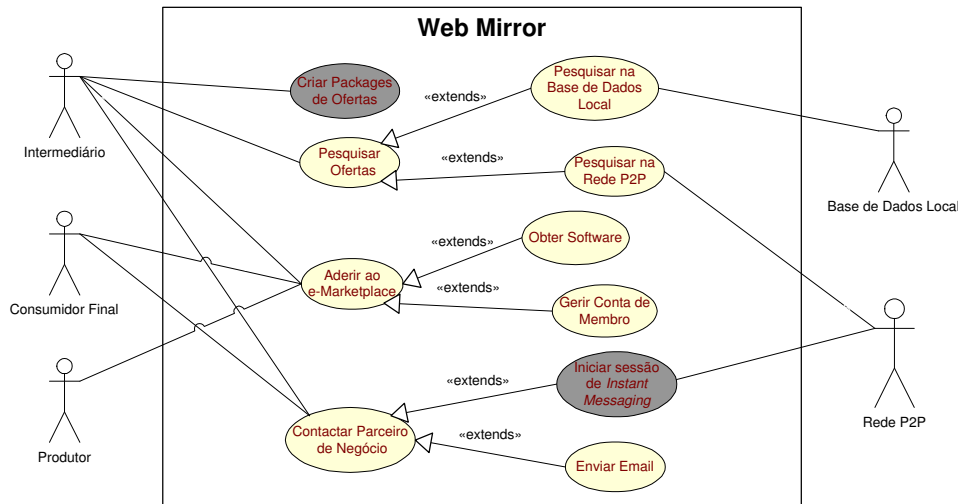 Web Mirror
Criar Packages
de Ofertas
«extends»
Pesquisar na
Base de Dados
Local
Intermediário
Pesquisar
Ofertas
«extends»
Pesquisar na
Rede P2P
Base de Dados Local
«extends»
Obter Software
Aderir ao
e-Marketplace
«extends»
Gerir Conta de
Membro
Consumidor Final
«extends»
Iniciar sessão
de Instant
Messaging
Rede P2P
Contactar Parceiro
de Negócio
«extends»
Enviar Email
Produtor